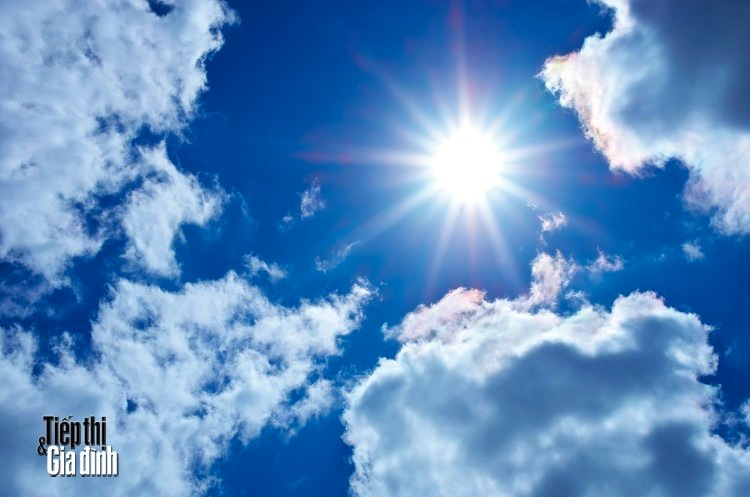 Tiếp thị
& Gia đình